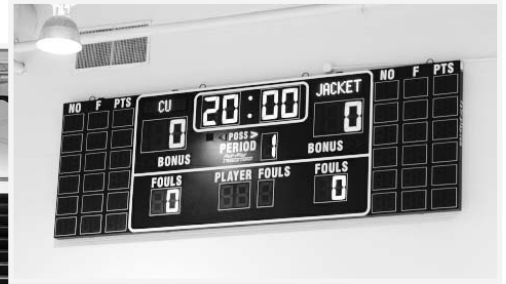 NO F PTS
CU 20:00 JACKET
0 < POSS > 0
PERIOD 1
BONUS BONUS
FOULS PLAYER FOULS FOULS
0 0
NO F PTS